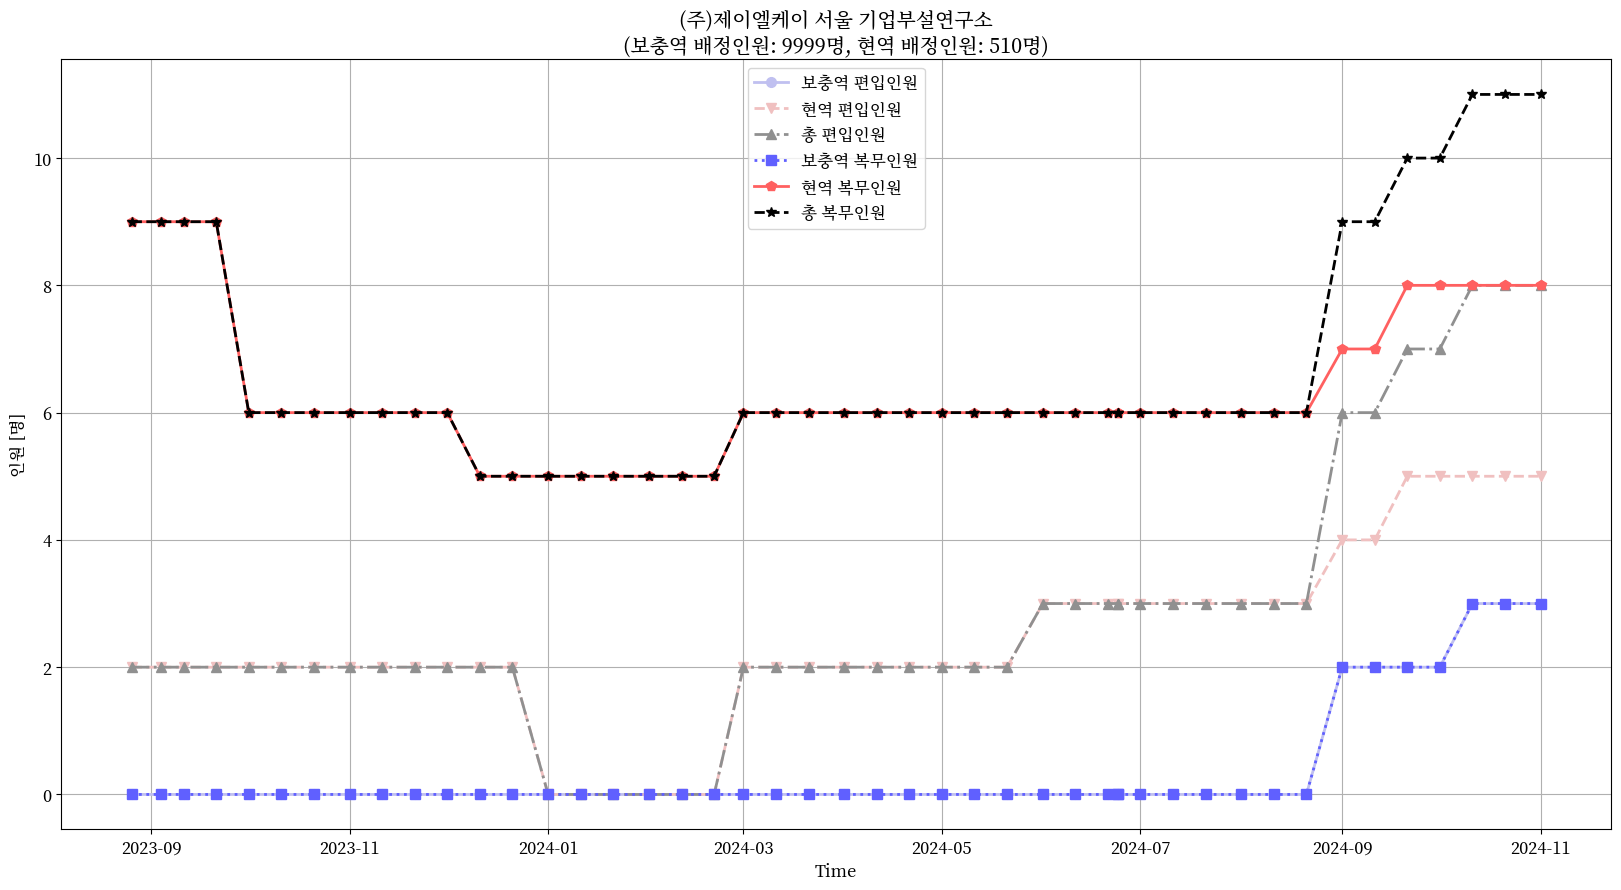 (주)제이엘케이 서울 기업부설연구소
(보충역 배정인원: 9999명, 현역 배정인원: 510명)
보충역 편입인원
현역 편입인원
총 편입인원
보충역 복무인원
현역 복무인원
총 복무인원
인원 [명]
10
8
6
4
2
0
2023-09
2023-11
2024-01
2024-03
2024-05
2024-07
2024-09
2024-11
Time